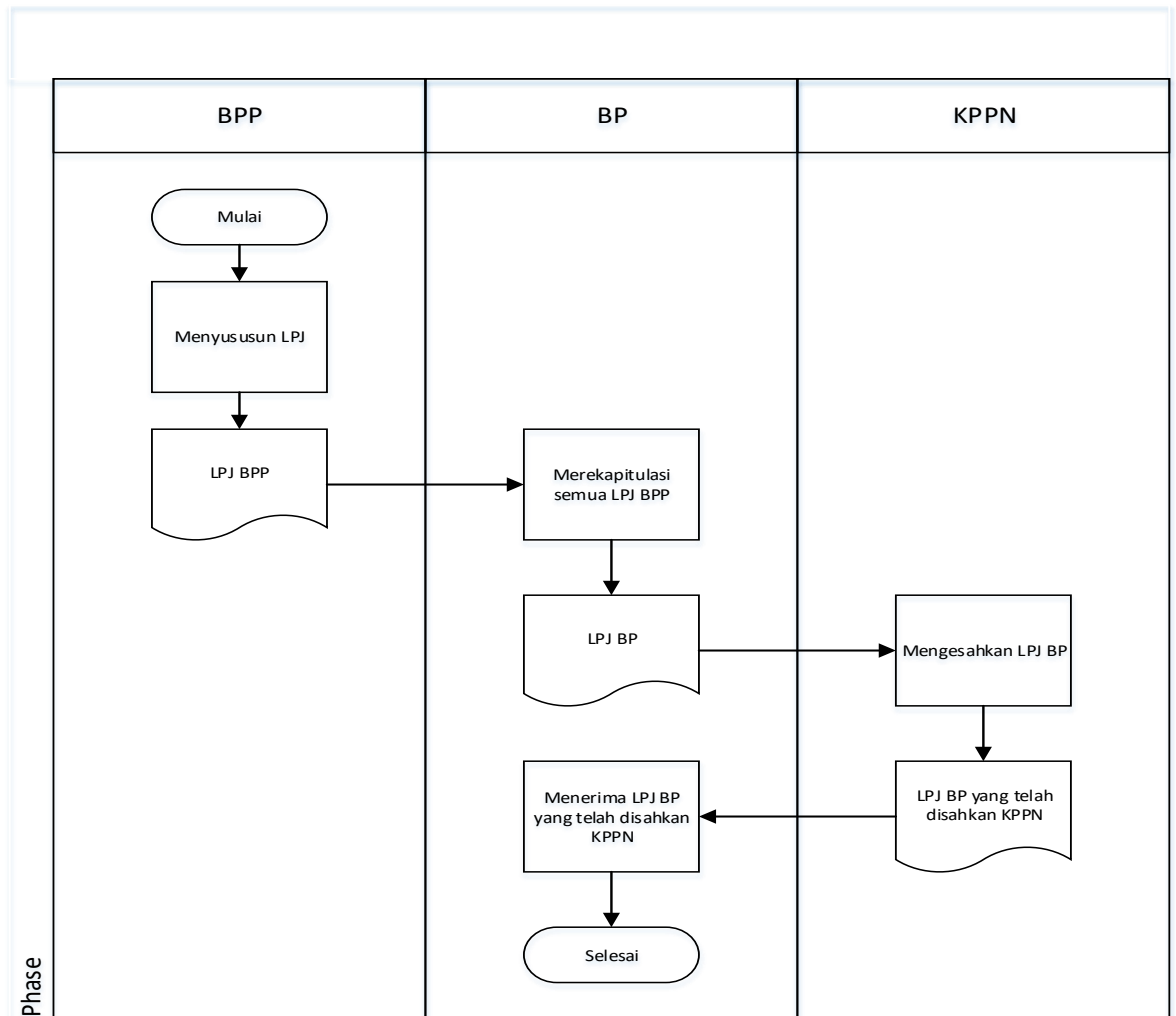 BPP
BP
KPPN
Mulai
Menyususun LPJ
LPJ BPP
Merekapitulasi
semua LPJ BPP
LPJ BP
Mengesahkan LPJ BP
LPJ BP yang telah
disahkan KPPN
Menerima LPJ BP
yang telah disahkan
KPPN
Selesai
Phase